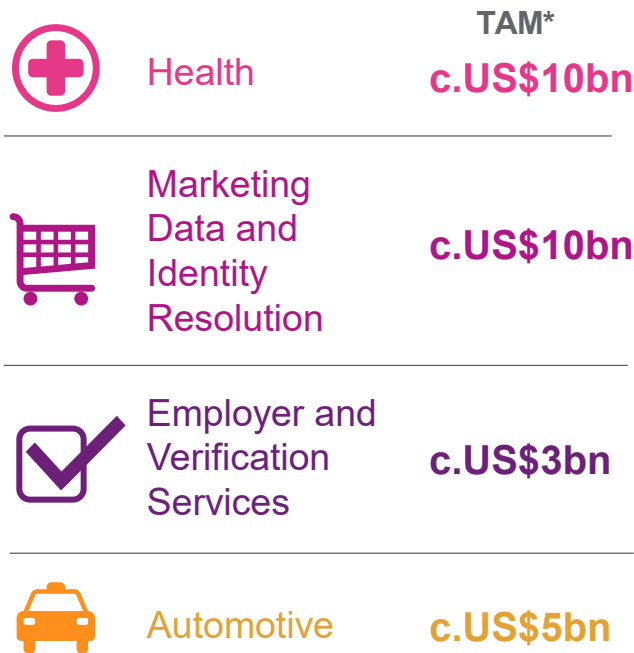 TAM*
Health
c.US$10bn
Marketing
Data and
Identity
Resolution
c.US$10bn
Employer and
Verification
Services
c.US$3bn
Automotive
c.US$5bn